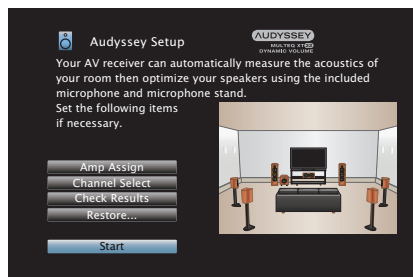 Audyssey Setup
AUDYSSEY
MULTEQ XT32
DYNAMIC VOLUME
Your AV receiver can automatically measure the acoustics of
your room then optimize your speakers using the included
microphone and microphone stand.
Set the following items
if necessary.
Amp Assign
Channel Select
Check Results
Restore...
Start